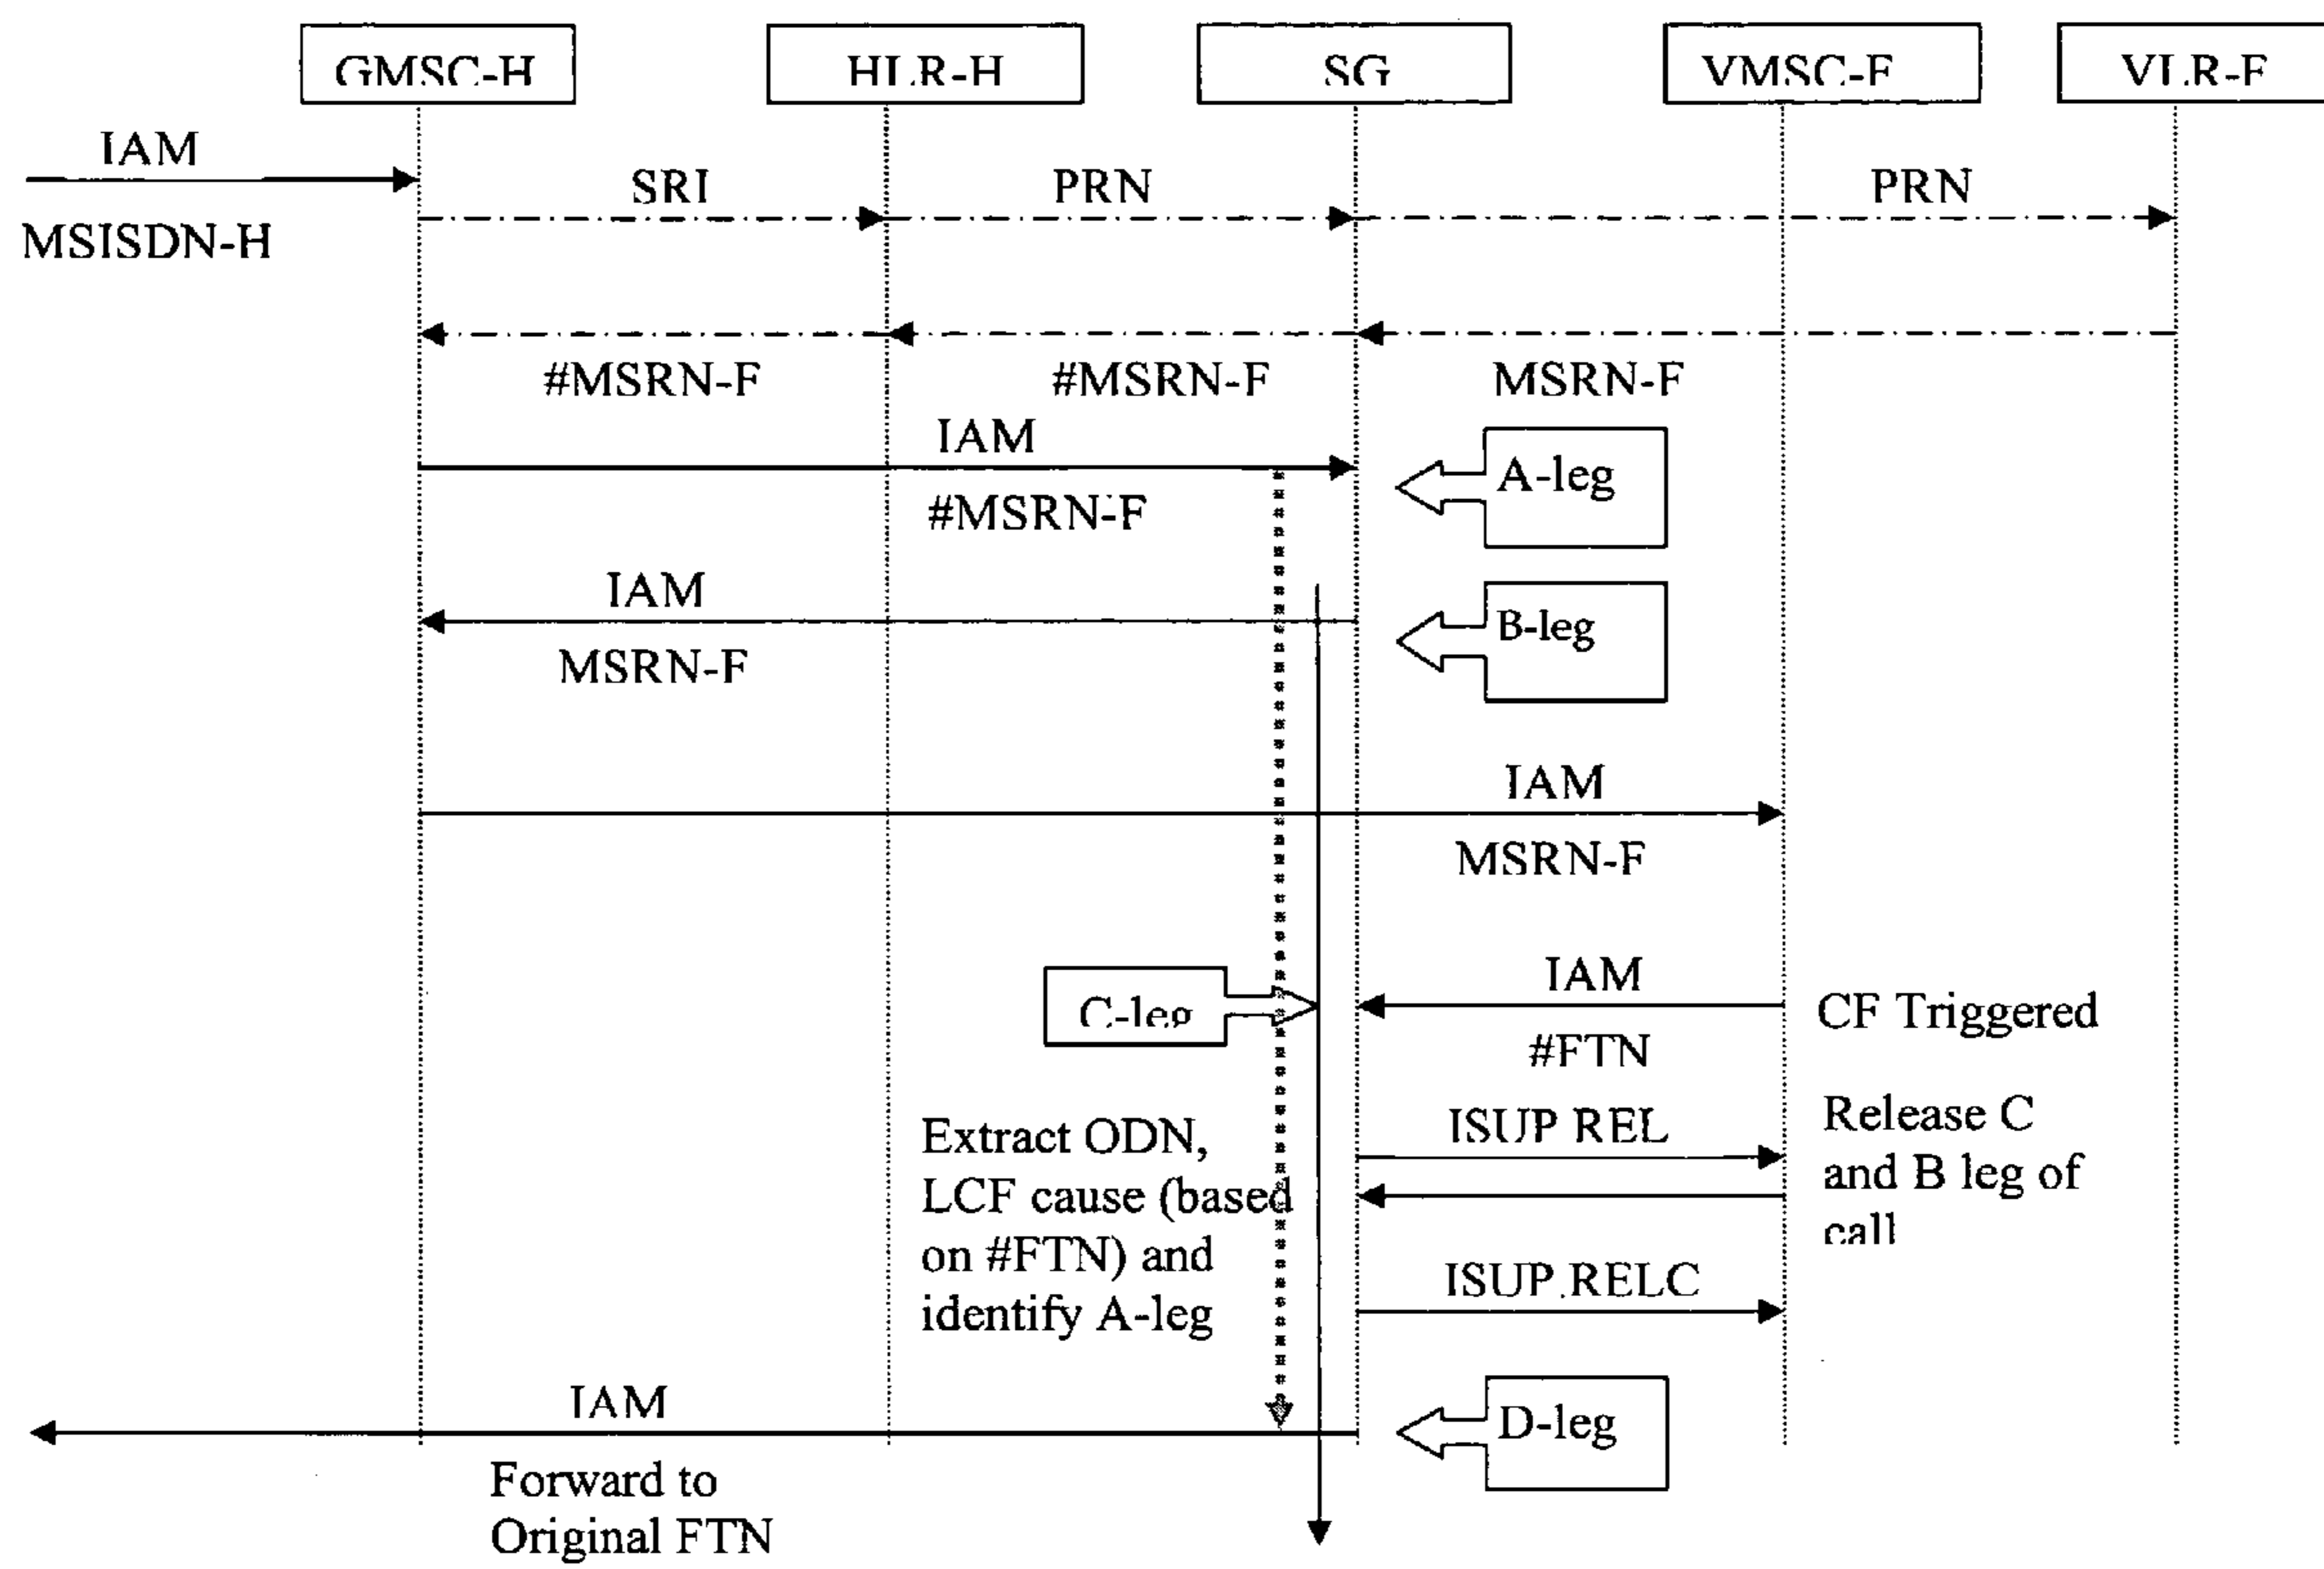 GMSC-H
HLR-H
SG
VMSC-F
VLR-F
IAM
MSISDN-H
SRI
PRN
PRN
#MSRN-F
#MSRN-F
MSRN-F
IAM
#MSRN-F
A-leg
IAM
MSRN-F
B-leg
IAM
MSRN-F
C-leg
IAM
#FTN
CF Triggered
Extract ODN,
LCF cause (based
on #FTN) and
identify A-leg
ISUP REL
Release C
and B leg of
call
ISUP.RELC
IAM
Forward to
Original FTN
D-leg